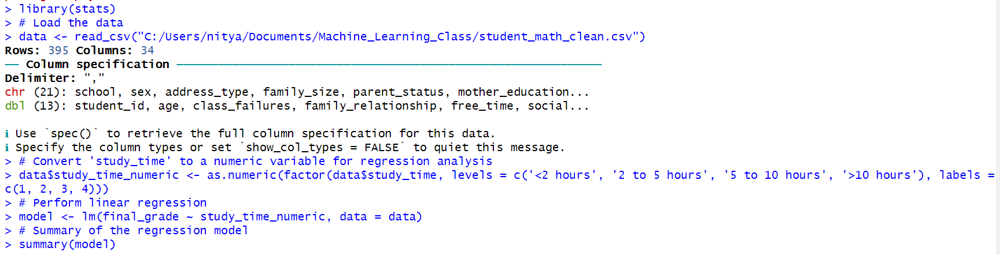 > library(stats)
> # Load the data
> data <- read_csv("C:/Users/nitya/Documents/Machine_Learning_Class/student_math_clean.csv")
Rows: 395 Columns: 34
── Column specification ─────────────────────────────────────────────────────────────
Delimiter: ","
chr (21): school, sex, address_type, family_size, parent_status, mother_education...
dbl (13): student_id, age, class_failures, family_relationship, free_time, social...

ℹ Use `spec()` to retrieve the full column specification for this data.
ℹ Specify the column types or set `show_col_types = FALSE` to quiet this message.
> # Convert 'study_time' to a numeric variable for regression analysis
> data$study_time_numeric <- as.numeric(factor(data$study_time, levels = c('<2 hours', '2 to 5 hours', '5 to 10 hours', '>10 hours'), labels =
c(1, 2, 3, 4)))
> # Perform linear regression
> model <- lm(final_grade ~ study_time_numeric, data = data)
> # Summary of the regression model
> summary(model)